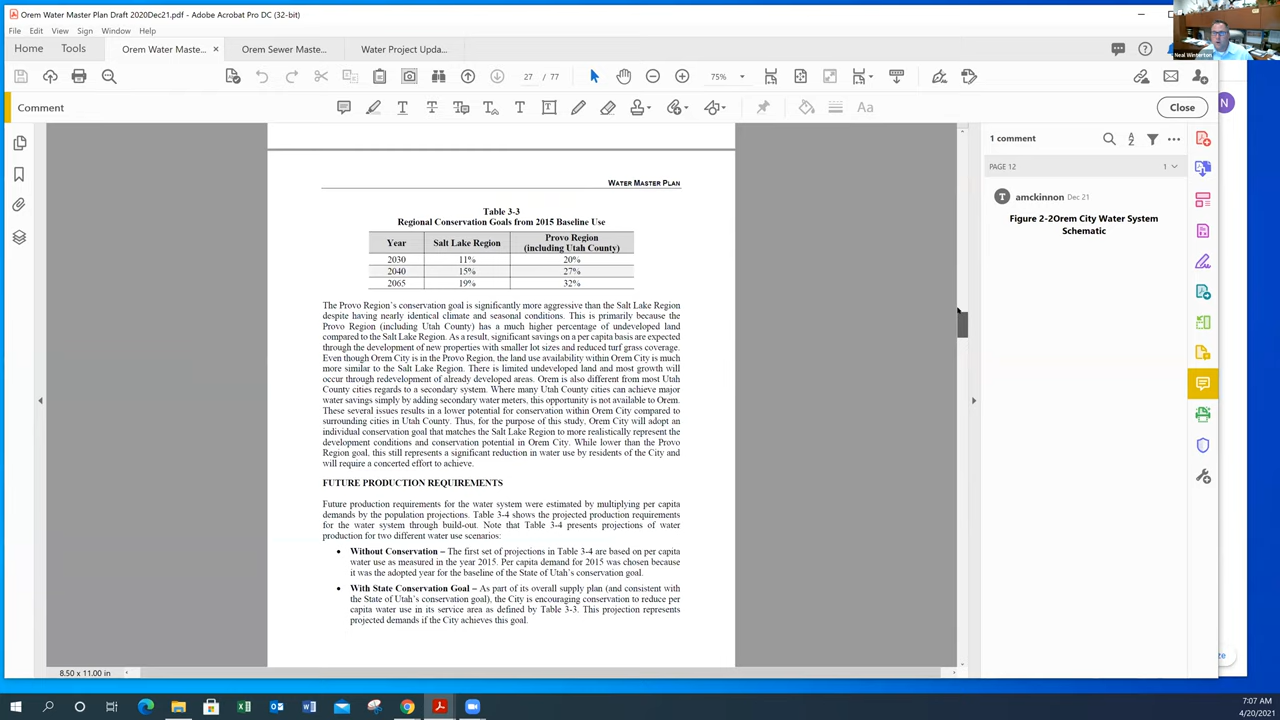 Orem Water Master Plan Draft 2020Dec21.pdf - Adobe Acrobat Pro DC (32-bit)
File Edit View Sign Window Help
Home Tools Orem Water Maste... × Orem Sewer Maste... Water Project Upda...
27 / 77 75%
Comment
Close
WATER MASTER PLAN
Table 3-3
Regional Conservation Goals from 2015 Baseline Use
Year Salt Lake Region Provo Region
(including Utah County)
2030 11% 20%
2040 15% 27%
2065 19% 32%
The Provo Region's conservation goal is significantly more aggressive than the Salt Lake Region
despite having nearly identical climate and seasonal conditions. This is primarily because the
Provo Region (including Utah County) has a much higher percentage of undeveloped land
compared to the Salt Lake Region. As a result, significant savings on a per capita basis are expected
through the development of new properties with smaller lot sizes and reduced turf grass coverage.
Even though Orem City is in the Provo Region, the land use availability within Orem City is much
more similar to the Salt Lake Region. There is limited undeveloped land and most growth will
occur through redevelopment of already developed areas. Orem is also different from most Utah
County cities regards to a secondary system. Where many Utah County cities can achieve major
water savings simply by adding secondary water meters, this opportunity is not available to Orem.
These several issues results in a lower potential for conservation within Orem City compared to
surrounding cities in Utah County. Thus, for the purpose of this study, Orem City will adopt an
individual conservation goal that matches the Salt Lake Region to more realistically represent the
development conditions and conservation potential in Orem City. While lower than the Provo
Region goal, this still represents a significant reduction in water use by residents of the City and
will require a concerted effort to achieve.
FUTURE PRODUCTION REQUIREMENTS
Future production requirements for the water system were estimated by multiplying per capita
demands by the population projections. Table 3-4 shows the projected production requirements
for the water system through build-out. Note that Table 3-4 presents projections of water
production for two different water use scenarios:
• Without Conservation – The first set of projections in Table 3-4 are based on per capita
water use as measured in the year 2015. Per capita demand for 2015 was chosen because
it was the adopted year for the baseline of the State of Utah's conservation goal.
• With State Conservation Goal – As part of its overall supply plan (and consistent with
the State of Utah's conservation goal), the City is encouraging conservation to reduce per
capita water use in its service area as defined by Table 3-3. This projection represents
projected demands if the City achieves this goal.
1 comment
PAGE 12 1
amckinnon Dec 21
Figure 2-2Orem City Water System
Schematic
Neal Winterton
N
8.50 x 11.00 in
7:07 AM
4/20/2021